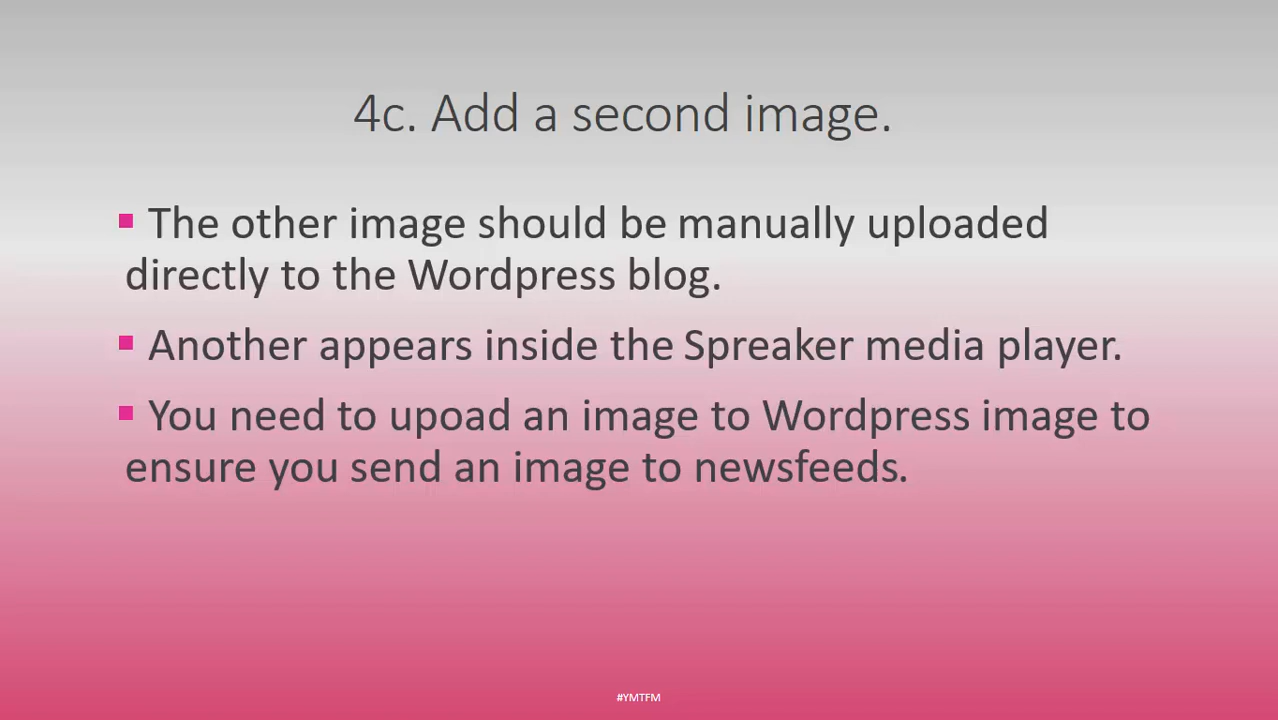 4c. Add a second image.
The other image should be manually uploaded
directly to the Wordpress blog.
Another appears inside the Spreaker media player.
You need to upoad an image to Wordpress image to
ensure you send an image to newsfeeds.
#YMTFM